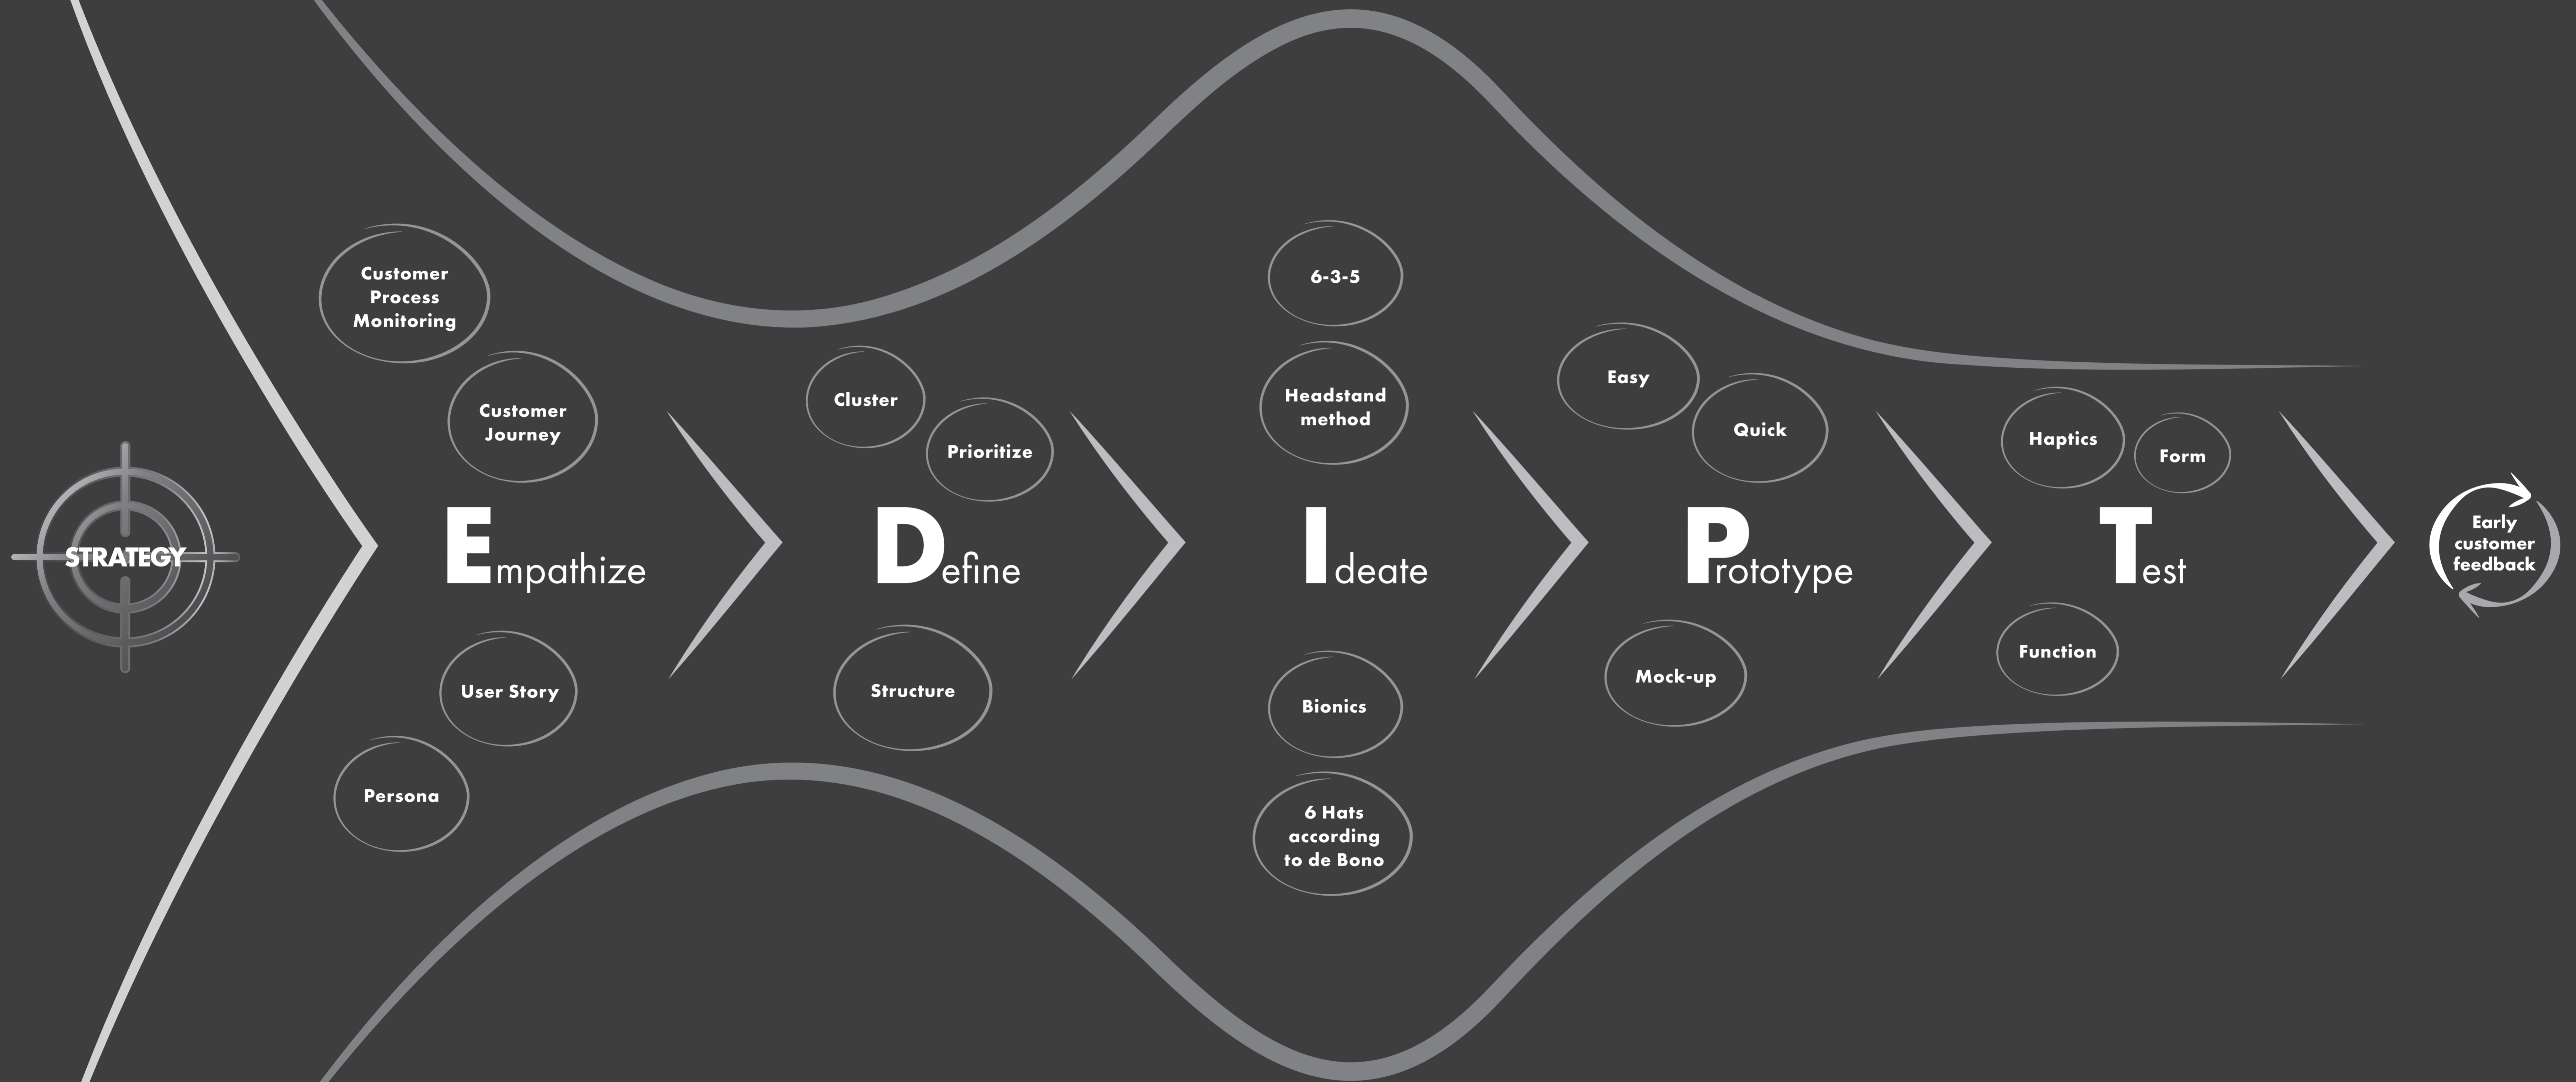 STRATEGY
Customer
Process
Monitoring
Customer
Journey
Empathize
User Story
Persona
Cluster
Prioritize
Define
Structure
6-3-5
Headstand
method
Ideate
Bionics
6 Hats
according
to de Bono
Easy
Quick
Prototype
Mock-up
Haptics
Form
Test
Function
Early
customer
feedback